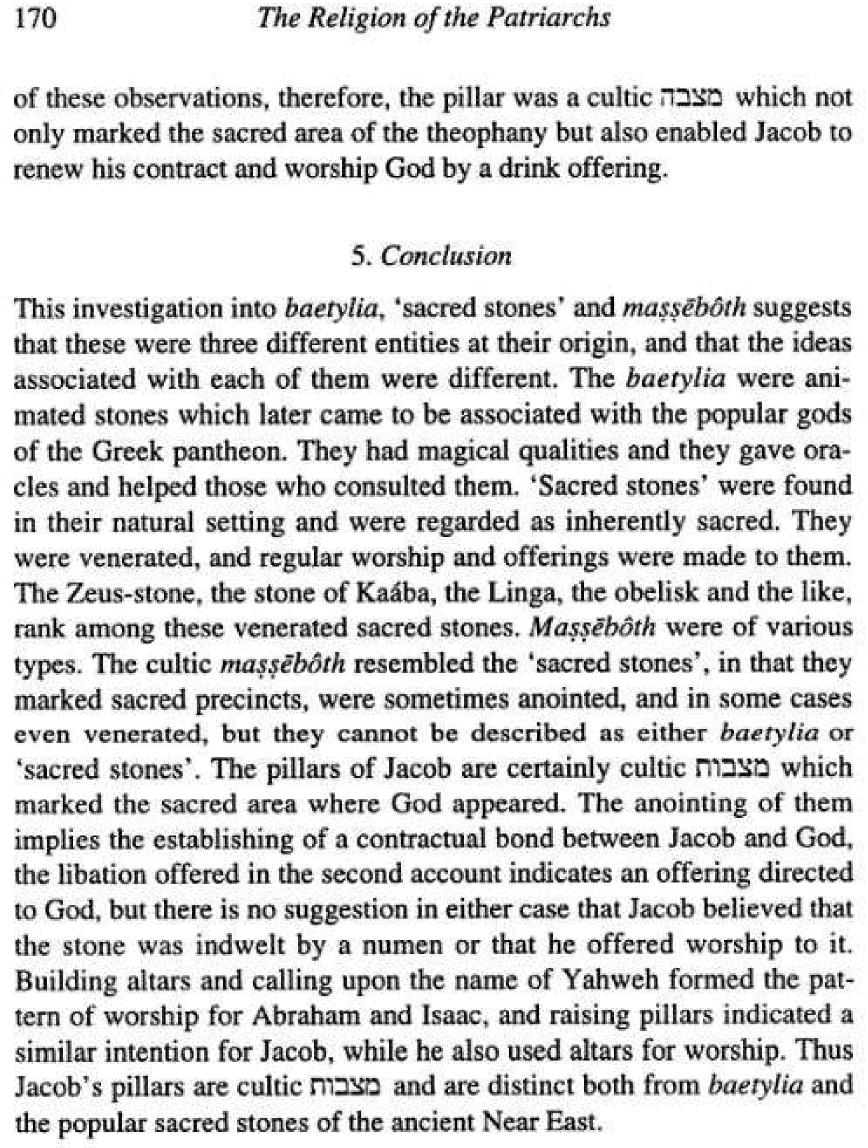 170 The Religion of the Patriarchs
of these observations, therefore, the pillar was a cultic מצבה which not
only marked the sacred area of the theophany but also enabled Jacob to
renew his contract and worship God by a drink offering.
5. Conclusion
This investigation into baetylia, ‘sacred stones’ and maṣṣēbôth suggests
that these were three different entities at their origin, and that the ideas
associated with each of them were different. The baetylia were ani-
mated stones which later came to be associated with the popular gods
of the Greek pantheon. They had magical qualities and they gave ora-
cles and helped those who consulted them. ‘Sacred stones’ were found
in their natural setting and were regarded as inherently sacred. They
were venerated, and regular worship and offerings were made to them.
The Zeus-stone, the stone of Kaába, the Linga, the obelisk and the like,
rank among these venerated sacred stones. Maṣṣēbôth were of various
types. The cultic maṣṣēbôth resembled the ‘sacred stones’, in that they
marked sacred precincts, were sometimes anointed, and in some cases
even venerated, but they cannot be described as either baetylia or
‘sacred stones’. The pillars of Jacob are certainly cultic מצבות which
marked the sacred area where God appeared. The anointing of them
implies the establishing of a contractual bond between Jacob and God,
the libation offered in the second account indicates an offering directed
to God, but there is no suggestion in either case that Jacob believed that
the stone was indwelt by a numen or that he offered worship to it.
Building altars and calling upon the name of Yahweh formed the pat-
tern of worship for Abraham and Isaac, and raising pillars indicated a
similar intention for Jacob, while he also used altars for worship. Thus
Jacob’s pillars are cultic מצבות and are distinct both from baetylia and
the popular sacred stones of the ancient Near East.